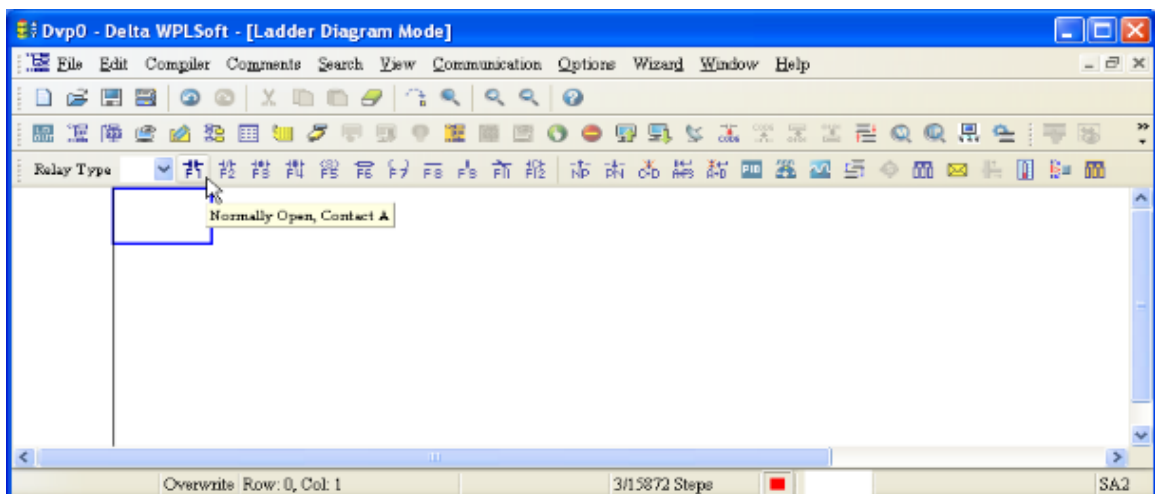 Dvp0 - Delta WPLSoft - [Ladder Diagram Mode]
File Edit Compiler Comments Search View Communication Options Wizard Window Help
Relay Type
Normally Open, Contact A
Overwrite Row: 0, Col: 1 3/15872 Steps SA2